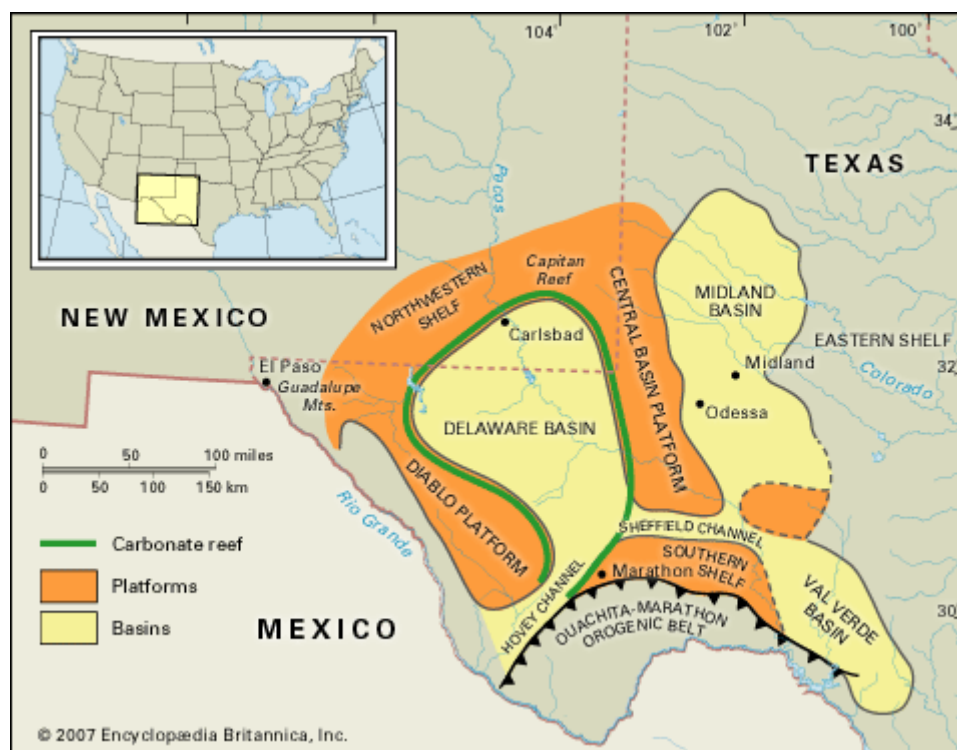 104°
102°
100°
34°
TEXAS
Pecos
Capitan
Reef
NORTHWESTERN
SHELF
CENTRAL BASIN PLATFORM
MIDLAND
BASIN
NEW MEXICO
Carlsbad
EASTERN SHELF
El Paso
Midland
32°
Guadalupe
Mts.
Colorado
Odessa
DELAWARE BASIN
0 50 100 miles
0 50 100 150 km
DIABLO PLATFORM
Rio Grande
SHEFFIELD CHANNEL
Carbonate reef
SOUTHERN
SHELF
Marathon
Platforms
HOVEY CHANNEL
VAL VERDE
BASIN
Basins
MEXICO
OUACHITA-MARATHON
OROGENIC BELT
30°
© 2007 Encyclopædia Britannica, Inc.